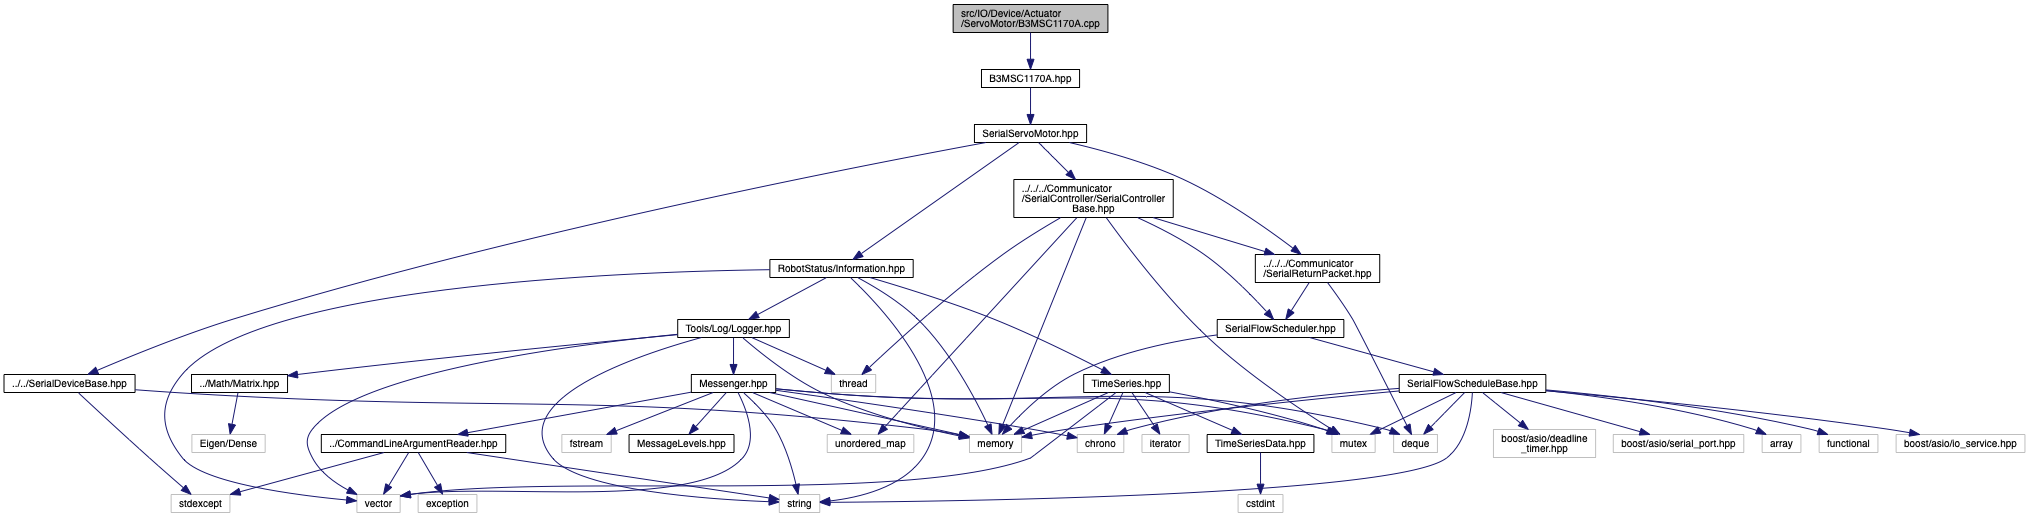 src/IO/Device/Actuator
/ServoMotor/B3MSC1170A.cpp
B3MSC1170A.hpp
SerialServoMotor.hpp
../../../Communicator
/SerialController/SerialController
Base.hpp
RobotStatus/Information.hpp
../../../Communicator
/SerialReturnPacket.hpp
Tools/Log/Logger.hpp
SerialFlowScheduler.hpp
../../SerialDeviceBase.hpp
../Math/Matrix.hpp
Messenger.hpp
thread
TimeSeries.hpp
SerialFlowScheduleBase.hpp
Eigen/Dense
../CommandLineArgumentReader.hpp
fstream
MessageLevels.hpp
unordered_map
memory
chrono
iterator
TimeSeriesData.hpp
mutex
deque
boost/asio/deadline
_timer.hpp
boost/asio/serial_port.hpp
array
functional
boost/asio/io_service.hpp
stdexcept
vector
exception
string
cstdint